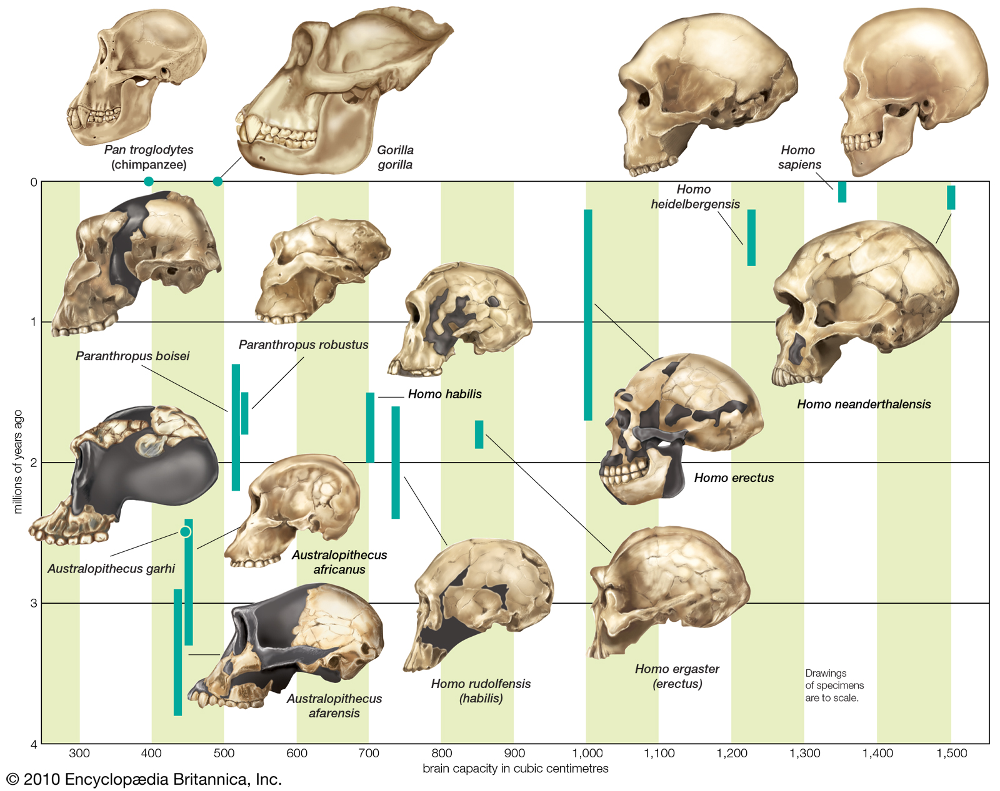 Pan troglodytes
(chimpanzee)
Gorilla
gorilla
Homo
sapiens
Homo
heidelbergensis
0
1
2
3
4
millions of years ago
Paranthropus boisei
Paranthropus robustus
Homo habilis
Homo neanderthalensis
Homo erectus
Australopithecus
africanus
Australopithecus garhi
Homo ergaster
(erectus)
Homo rudolfensis
(habilis)
Australopithecus
afarensis
Drawings
of specimens
are to scale.
300 400 500 600 700 800 900 1,000 1,100 1,200 1,300 1,400 1,500
brain capacity in cubic centimetres
© 2010 Encyclopædia Britannica, Inc.